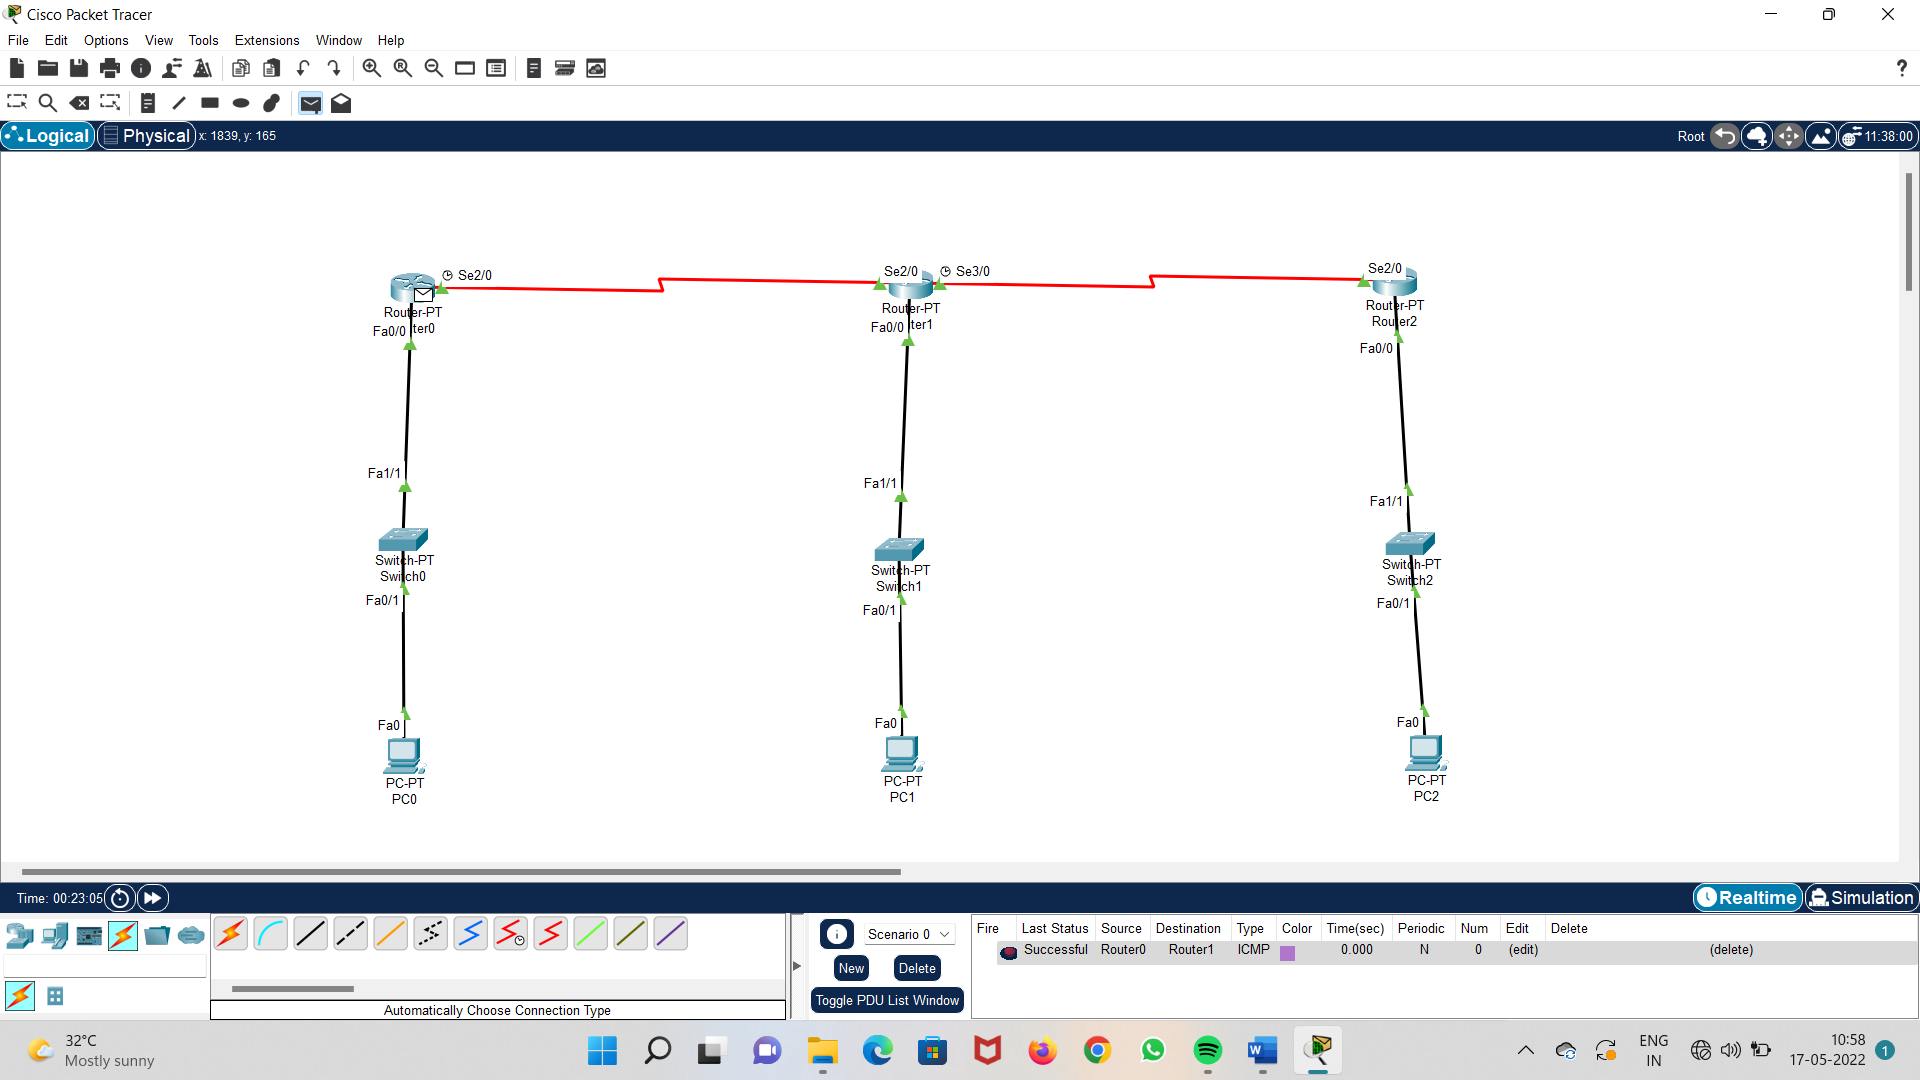 Cisco Packet Tracer
File Edit Options View Tools Extensions Window Help
?
Logical Physical x: 1839, y: 165 Root 11:38:00
Se2/0 Se2/0 Se3/0 Se2/0
Router-PT Router-PT Router-PT
Fa0/0 ter0 Fa0/0 ter1 Router2
Fa0/0
Fa1/1 Fa1/1 Fa1/1
Switch-PT Switch-PT Switch-PT
Switch0 Switch1 Switch2
Fa0/1 Fa0/1 Fa0/1
Fa0 Fa0 Fa0
PC-PT PC-PT PC-PT
PC0 PC1 PC2
Time: 00:23:05 Realtime Simulation
Scenario 0
New Delete
Toggle PDU List Window
Fire Last Status Source Destination Type Color Time(sec) Periodic Num Edit Delete
Successful Router0 Router1 ICMP 0.000 N 0 (edit) (delete)
Automatically Choose Connection Type
32°C
Mostly sunny
W
ENG
IN
10:58
17-05-2022
1